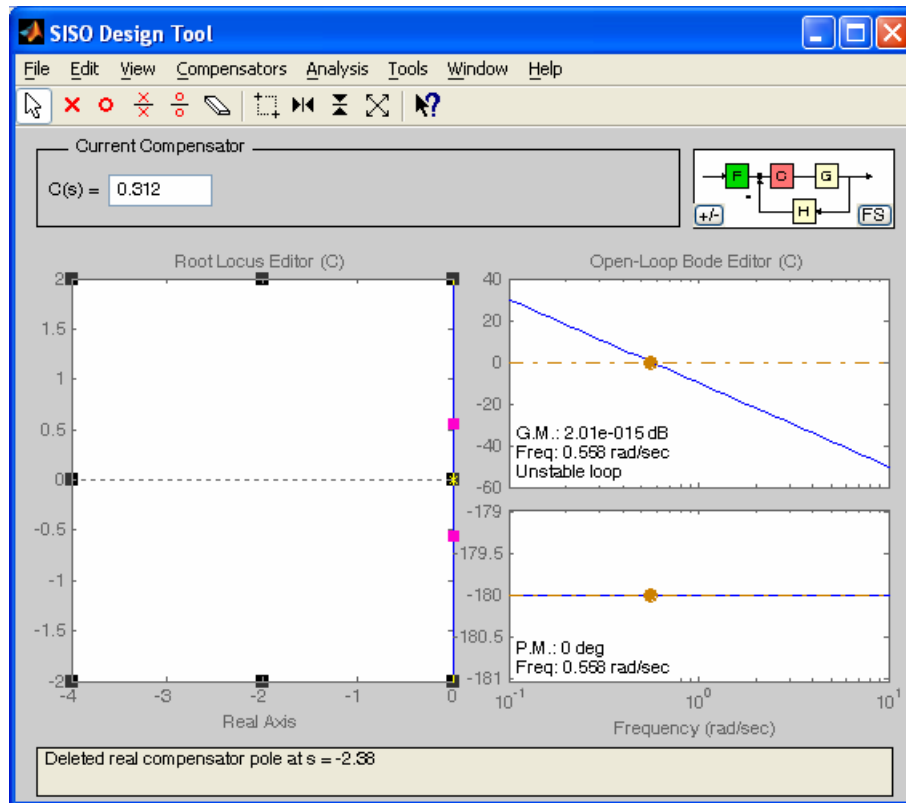 SISO Design Tool
File Edit View Compensators Analysis Tools Window Help
Current Compensator
C(s) = 0.312
F C G
H
+/- FS
Root Locus Editor (C)
2
1.5
1
0.5
0
-0.5
-1
-1.5
-2
-4 -3 -2 -1 0
Real Axis
Open-Loop Bode Editor (C)
40
20
0
-20
-40
-60
G.M.: 2.01e-015 dB
Freq: 0.558 rad/sec
Unstable loop
-179
-179.5
-180
-180.5
-181
P.M.: 0 deg
Freq: 0.558 rad/sec
10-1 100 101
Frequency (rad/sec)
Deleted real compensator pole at s = -2.38